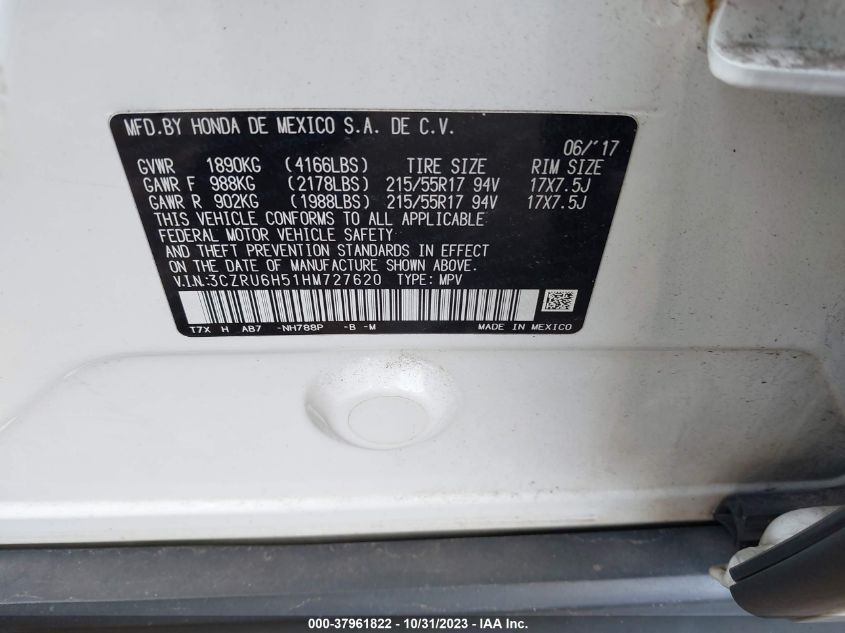 MFD.BY HONDA DE MEXICO S.A. DE C.V.
06/'17
GVWR 1890KG (4166LBS) TIRE SIZE RIM SIZE
GAWR F 988KG (2178LBS) 215/55R17 94V 17X7.5J
GAWR R 902KG (1988LBS) 215/55R17 94V 17X7.5J
THIS VEHICLE CONFORMS TO ALL APPLICABLE
FEDERAL MOTOR VEHICLE SAFETY
AND THEFT PREVENTION STANDARDS IN EFFECT
ON THE DATE OF MANUFACTURE SHOWN ABOVE.
V.I.N.:3CZRU6H51HM727620 TYPE: MPV
T7X H AB7 -NH788P -B -M MADE IN MEXICO
000-37961822 - 10/31/2023 - IAA, Inc.